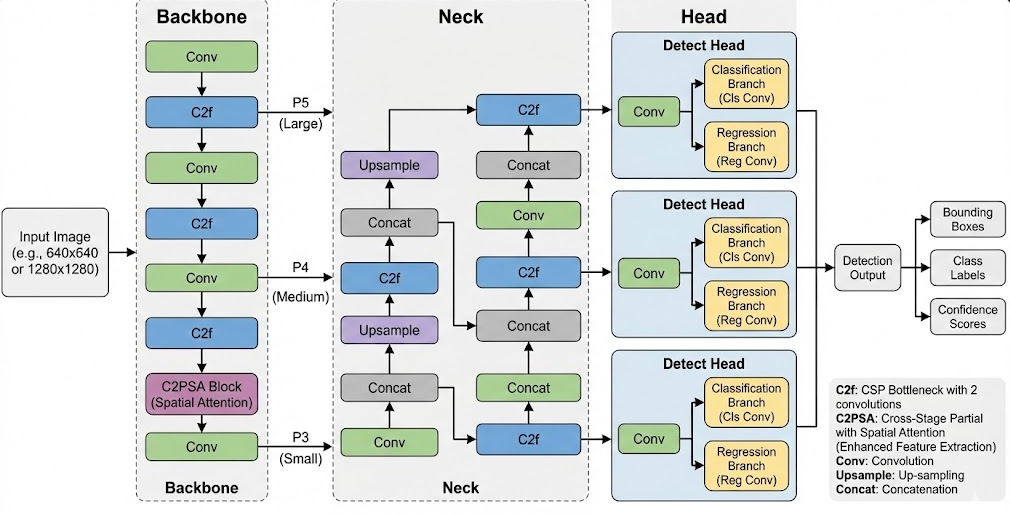 Backbone
Neck
Head
Input Image
(e.g., 640x640
or 1280x1280)
Conv
C2f
Conv
C2f
Conv
C2f
C2PSA Block
(Spatial Attention)
Conv
Backbone
P5
(Large)
P4
(Medium)
P3
(Small)
Upsample
Concat
C2f
Upsample
Concat
Conv
C2f
Concat
Conv
C2f
Concat
Conv
C2f
Neck
Detect Head
Conv
Classification
Branch
(Cls Conv)
Regression
Branch
(Reg Conv)
Detect Head
Conv
Classification
Branch
(Cls Conv)
Regression
Branch
(Reg Conv)
Detect Head
Conv
Classification
Branch
(Cls Conv)
Regression
Branch
(Reg Conv)
Detection
Output
Bounding
Boxes
Class
Labels
Confidence
Scores
C2f: CSP Bottleneck with 2
convolutions
C2PSA: Cross-Stage Partial
with Spatial Attention
(Enhanced Feature Extraction)
Conv: Convolution
Upsample: Up-sampling
Concat: Concatenation